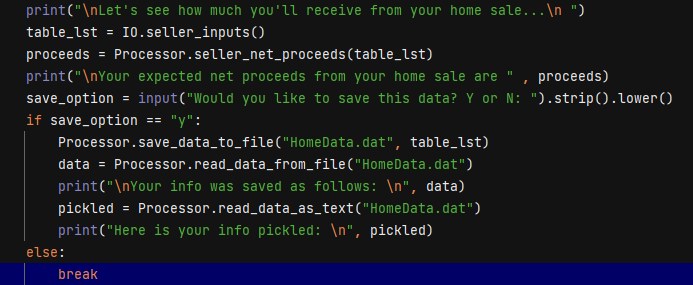 print("\nLet's see how much you'll receive from your home sale...\n ")
table_lst = IO.seller_inputs()
proceeds = Processor.seller_net_proceeds(table_lst)
print("\nYour expected net proceeds from your home sale are " , proceeds)
save_option = input("Would you like to save this data? Y or N: ").strip().lower()
if save_option == "y":
    Processor.save_data_to_file("HomeData.dat", table_lst)
    data = Processor.read_data_from_file("HomeData.dat")
    print("\nYour info was saved as follows: \n", data)
    pickled = Processor.read_data_as_text("HomeData.dat")
    print("Here is your info pickled: \n", pickled)
else:
    break